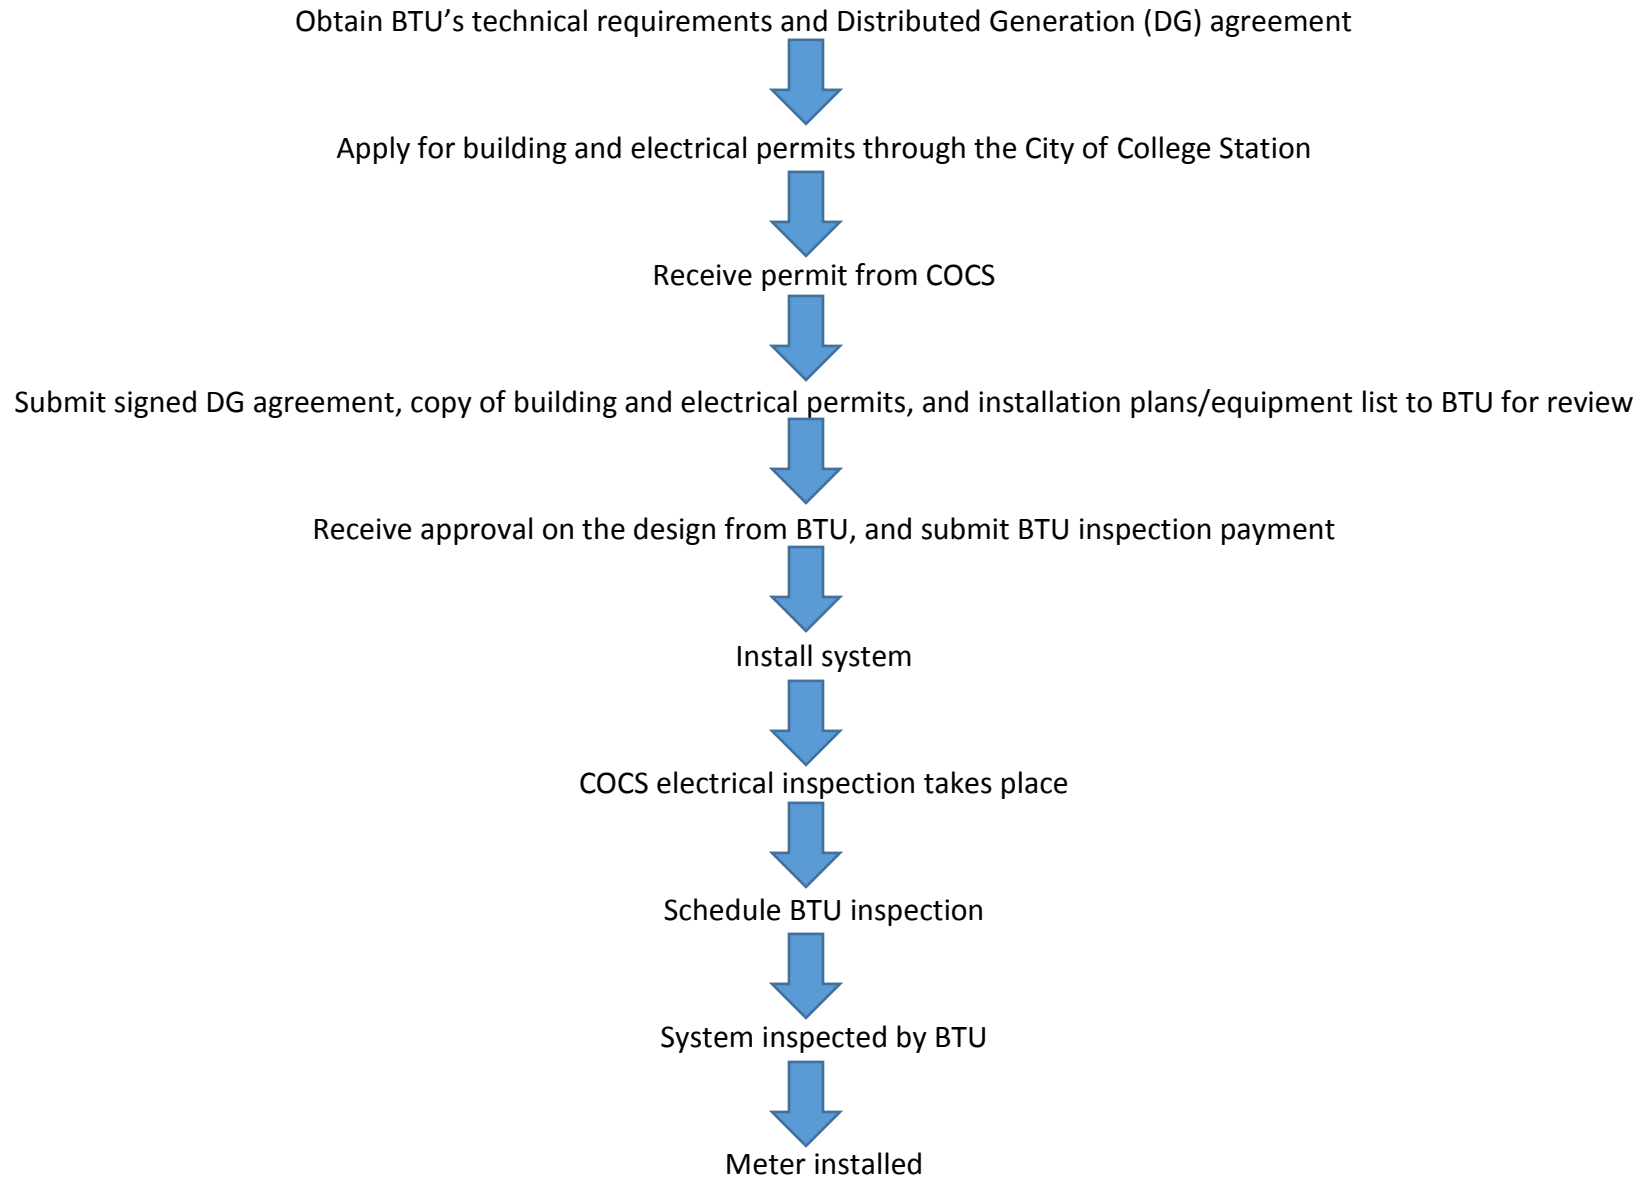 Obtain BTU’s technical requirements and Distributed Generation (DG) agreement
Apply for building and electrical permits through the City of College Station
Receive permit from COCS
Submit signed DG agreement, copy of building and electrical permits, and installation plans/equipment list to BTU for review
Receive approval on the design from BTU, and submit BTU inspection payment
Install system
COCS electrical inspection takes place
Schedule BTU inspection
System inspected by BTU
Meter installed